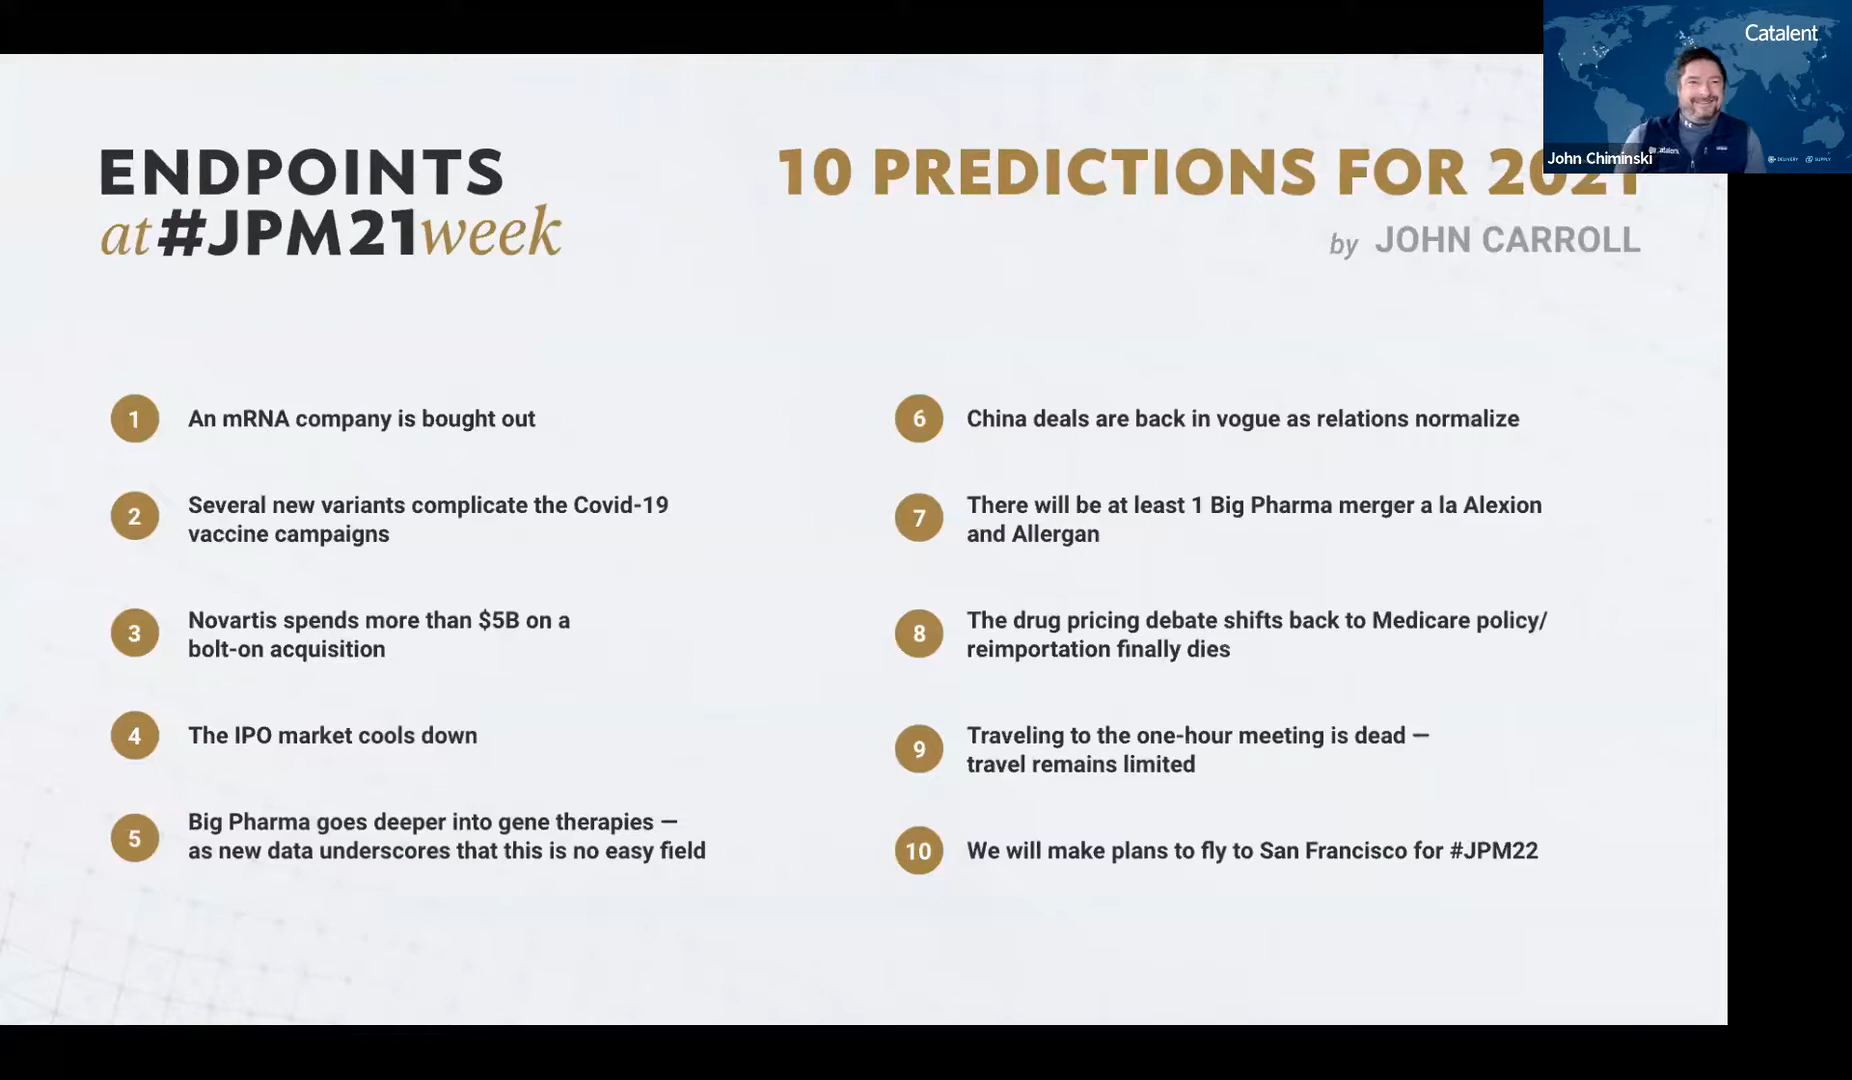 Catalent
John Chiminski
DELIVERY
SUPPLY
Catalent
ENDPOINTS
at #JPM21 week
10 PREDICTIONS FOR 2021
by JOHN CARROLL
1
An mRNA company is bought out
2
Several new variants complicate the Covid-19
vaccine campaigns
3
Novartis spends more than $5B on a
bolt-on acquisition
4
The IPO market cools down
5
Big Pharma goes deeper into gene therapies —
as new data underscores that this is no easy field
6
China deals are back in vogue as relations normalize
7
There will be at least 1 Big Pharma merger a la Alexion
and Allergan
8
The drug pricing debate shifts back to Medicare policy/
reimportation finally dies
9
Traveling to the one-hour meeting is dead —
travel remains limited
10
We will make plans to fly to San Francisco for #JPM22